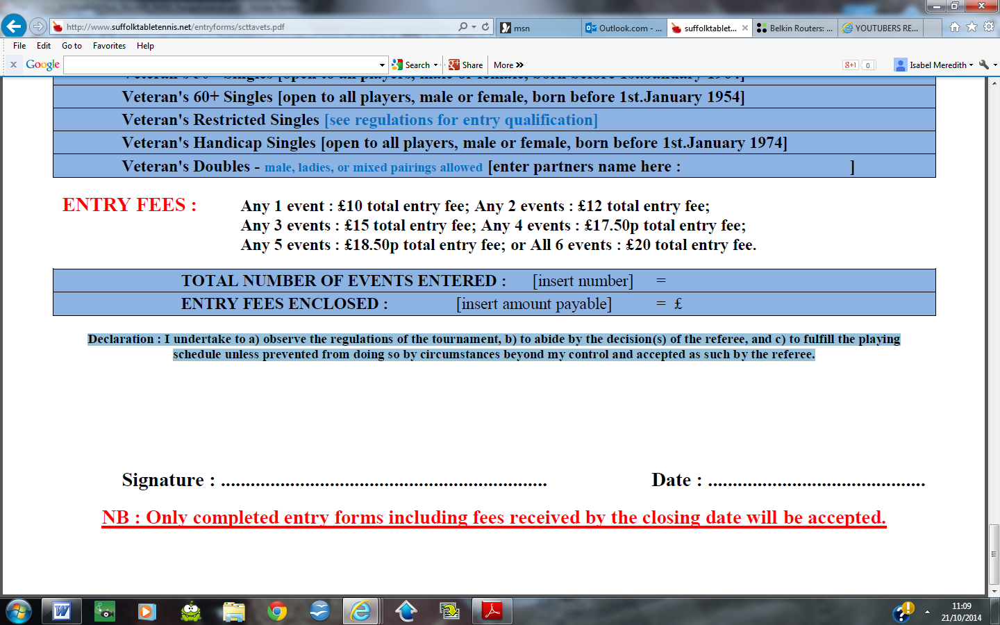 http://www.suffolktabletennis.net/entryforms/scttavets.pdf
msn
Outlook.com - ...
suffolktablet...
Belkin Routers: ...
YOUTUBERS RE...
File Edit Go to Favorites Help
x Google Search Share More »
g+1 0 Isabel Meredith
Veteran's 60+ Singles [open to all players, male or female, born before 1st.January 1954]
Veteran's Restricted Singles [see regulations for entry qualification]
Veteran's Handicap Singles [open to all players, male or female, born before 1st.January 1974]
Veteran's Doubles - male, ladies, or mixed pairings allowed [enter partners name here : ]
ENTRY FEES : Any 1 event : £10 total entry fee; Any 2 events : £12 total entry fee;
Any 3 events : £15 total entry fee; Any 4 events : £17.50p total entry fee;
Any 5 events : £18.50p total entry fee; or All 6 events : £20 total entry fee.
TOTAL NUMBER OF EVENTS ENTERED : [insert number] =
ENTRY FEES ENCLOSED : [insert amount payable] = £
Declaration : I undertake to a) observe the regulations of the tournament, b) to abide by the decision(s) of the referee, and c) to fulfill the playing
schedule unless prevented from doing so by circumstances beyond my control and accepted as such by the referee.
Signature : .................................................................. Date : ............................................
NB : Only completed entry forms including fees received by the closing date will be accepted.
11:09
21/10/2014